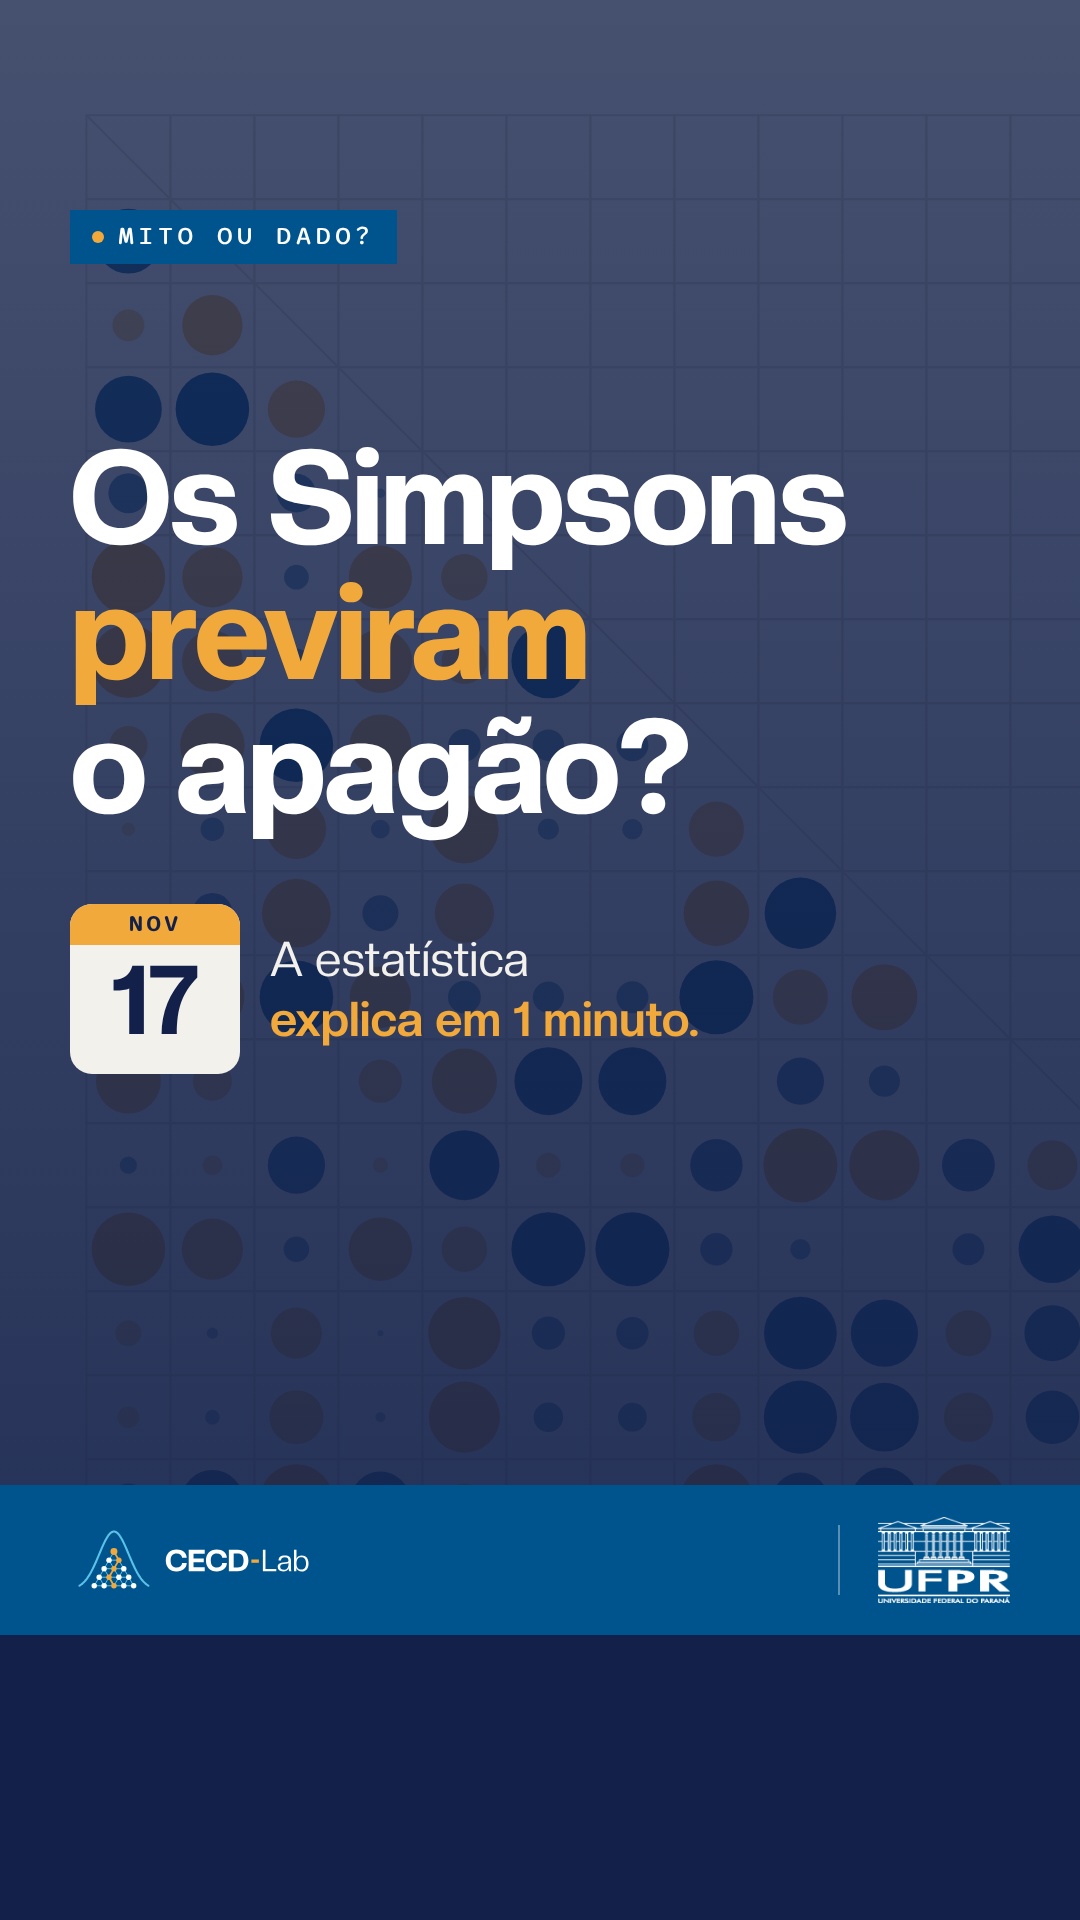 MITO OU DADO?
Os Simpsons
previram
o apagão?
NOV
17
A estatística
explica em 1 minuto.
CECD-Lab
UFPR
UNIVERSIDADE FEDERAL DO PARANÁ